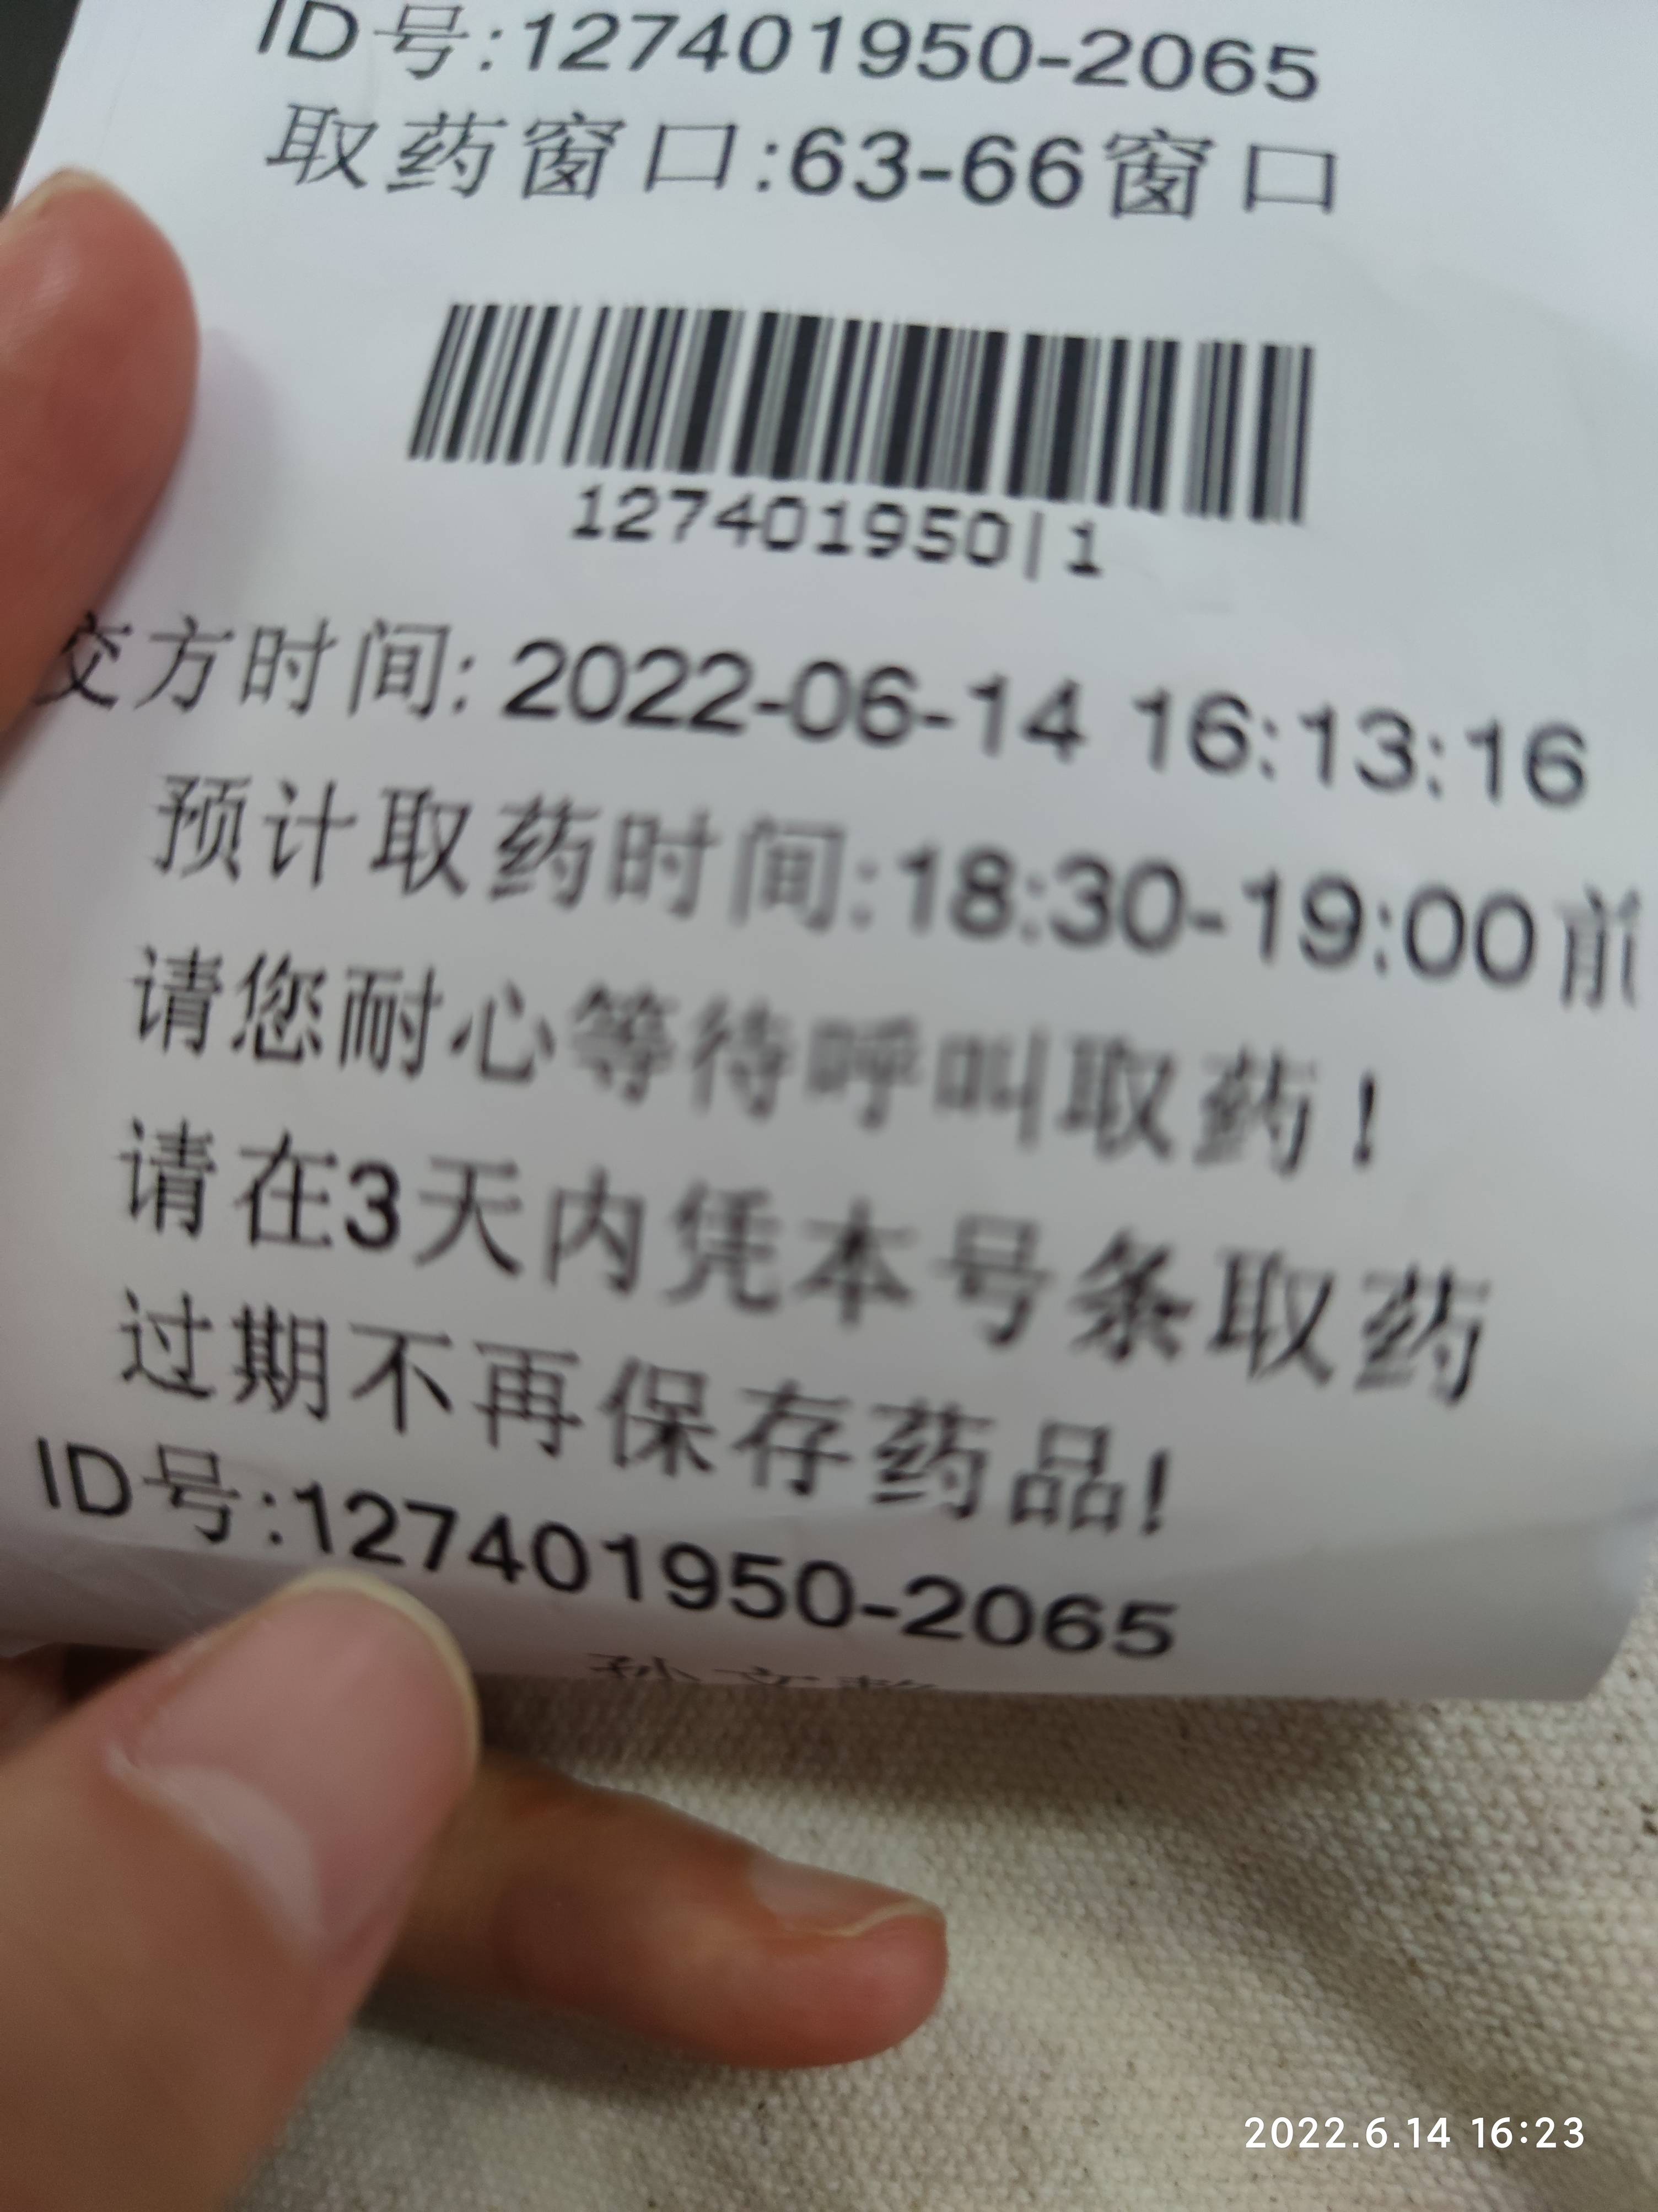 ID号:127401950-2065
取药窗口:63-66窗口
127401950|1
交方时间: 2022-06-14 16:13:16
预计取药时间:18:30-19:00前
请您耐心等待呼叫取药!
请在3天内凭本号条取药
过期不再保存药品!
ID号:127401950-2065
2022.6.14 16:23